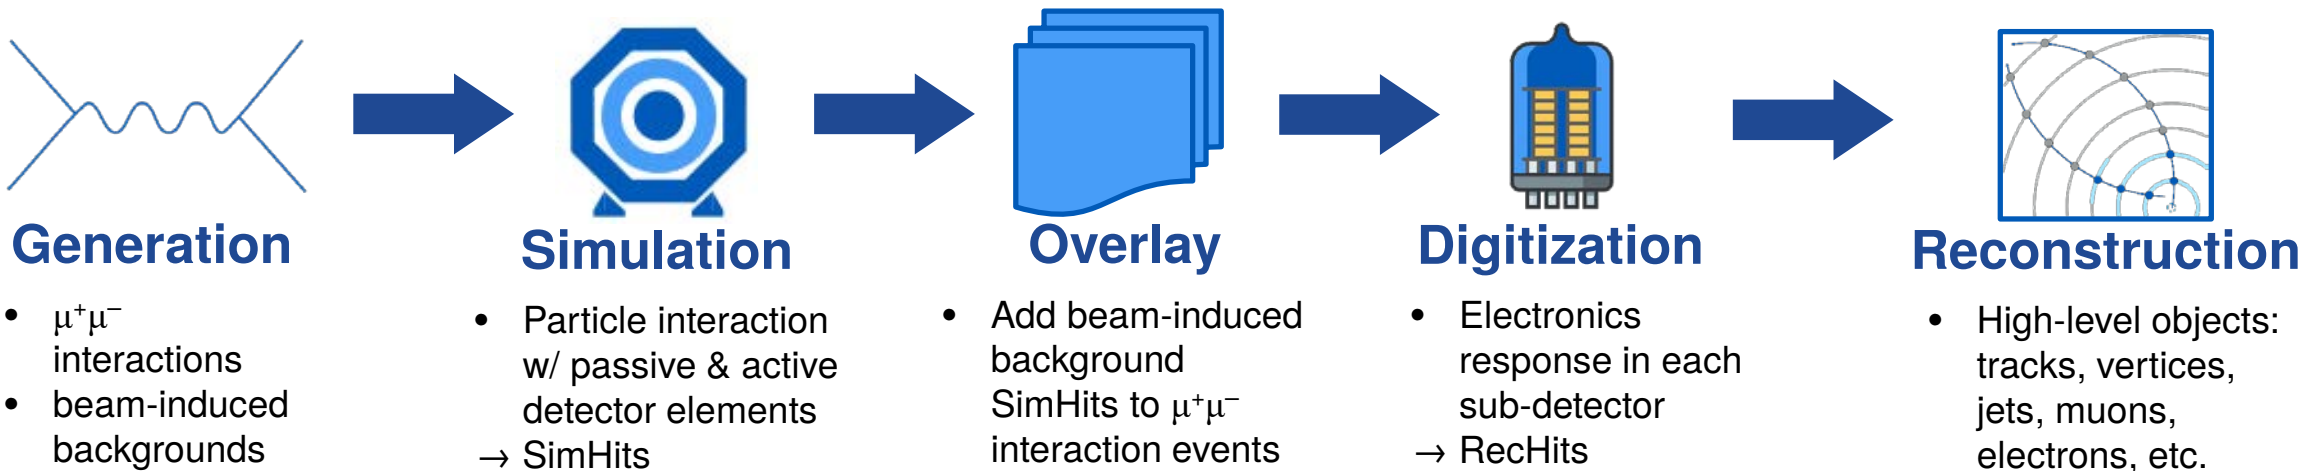 Generation
• μ⁺μ⁻
interactions
• beam-induced
backgrounds
Simulation
• Particle interaction
w/ passive & active
detector elements
→ SimHits
Overlay
• Add beam-induced
background
SimHits to μ⁺μ⁻
interaction events
Digitization
• Electronics
response in each
sub-detector
→ RecHits
Reconstruction
• High-level objects:
tracks, vertices,
jets, muons,
electrons, etc.